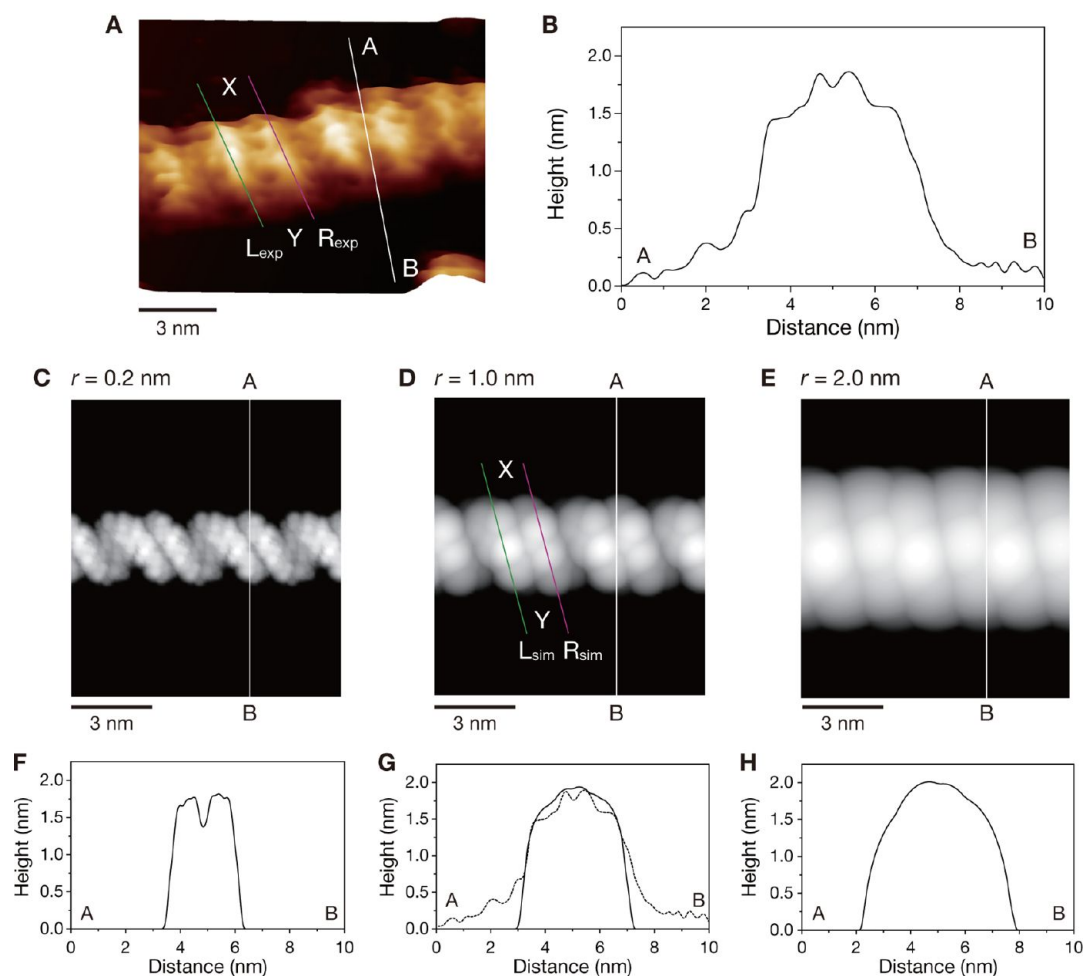 A
A
X
L_exp Y R_exp
B
3 nm
B
Height (nm)
2.0
1.5
1.0
0.5
0.0
A
B
0 2 4 6 8 10
Distance (nm)
C r = 0.2 nm A
B
3 nm
D r = 1.0 nm A
X
Y
L_sim R_sim
B
3 nm
E r = 2.0 nm A
B
3 nm
F
Height (nm)
2.0
1.5
1.0
0.5
0.0
A
B
0 2 4 6 8 10
Distance (nm)
G
Height (nm)
2.0
1.5
1.0
0.5
0.0
A
B
0 2 4 6 8 10
Distance (nm)
H
Height (nm)
2.0
1.5
1.0
0.5
0.0
A
B
0 2 4 6 8 10
Distance (nm)